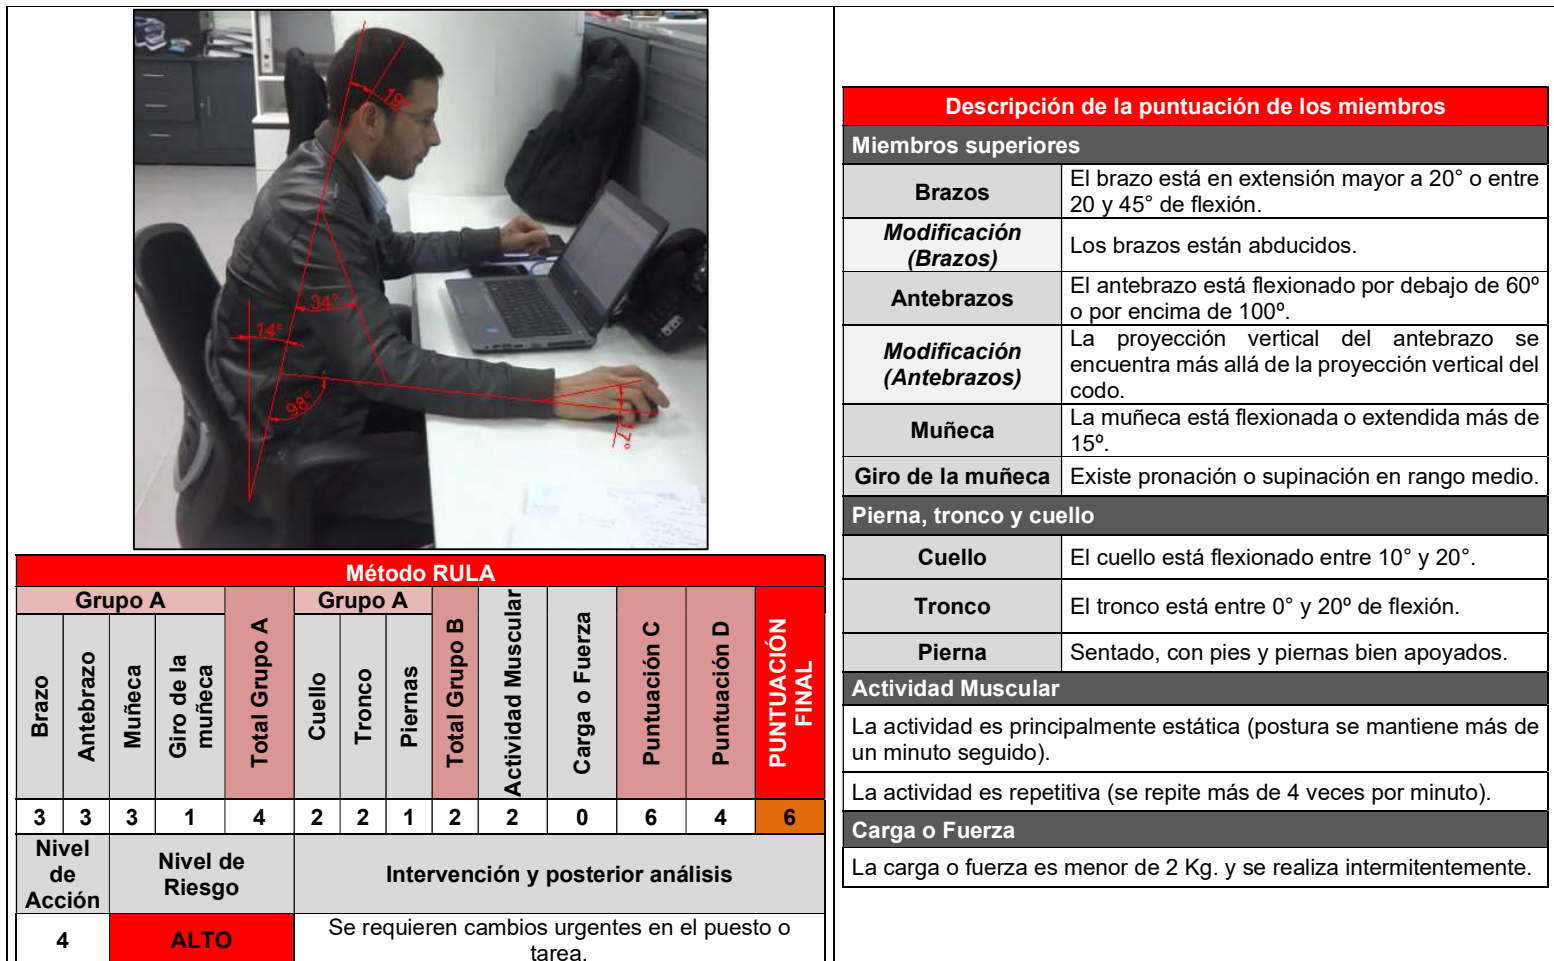 19°
34°
14°
98°
17°
Método RULA
Grupo A
Grupo A
Brazo
Antebrazo
Muñeca
Giro de la
muñeca
Total Grupo A
Cuello
Tronco
Piernas
Total Grupo B
Actividad Muscular
Carga o Fuerza
Puntuación C
Puntuación D
PUNTUACIÓN
FINAL
3 3 3 1 4 2 2 1 2 2 0 6 4 6
Nivel
de
Acción
Nivel de
Riesgo
Intervención y posterior análisis
4
ALTO
Se requieren cambios urgentes en el puesto o
tarea.
Descripción de la puntuación de los miembros
Miembros superiores
Brazos
El brazo está en extensión mayor a 20° o entre
20 y 45° de flexión.
Modificación
(Brazos)
Los brazos están abducidos.
Antebrazos
El antebrazo está flexionado por debajo de 60º
o por encima de 100º.
Modificación
(Antebrazos)
La proyección vertical del antebrazo se
encuentra más allá de la proyección vertical del
codo.
Muñeca
La muñeca está flexionada o extendida más de
15º.
Giro de la muñeca
Existe pronación o supinación en rango medio.
Pierna, tronco y cuello
Cuello
El cuello está flexionado entre 10° y 20°.
Tronco
El tronco está entre 0° y 20º de flexión.
Pierna
Sentado, con pies y piernas bien apoyados.
Actividad Muscular
La actividad es principalmente estática (postura se mantiene más de
un minuto seguido).
La actividad es repetitiva (se repite más de 4 veces por minuto).
Carga o Fuerza
La carga o fuerza es menor de 2 Kg. y se realiza intermitentemente.